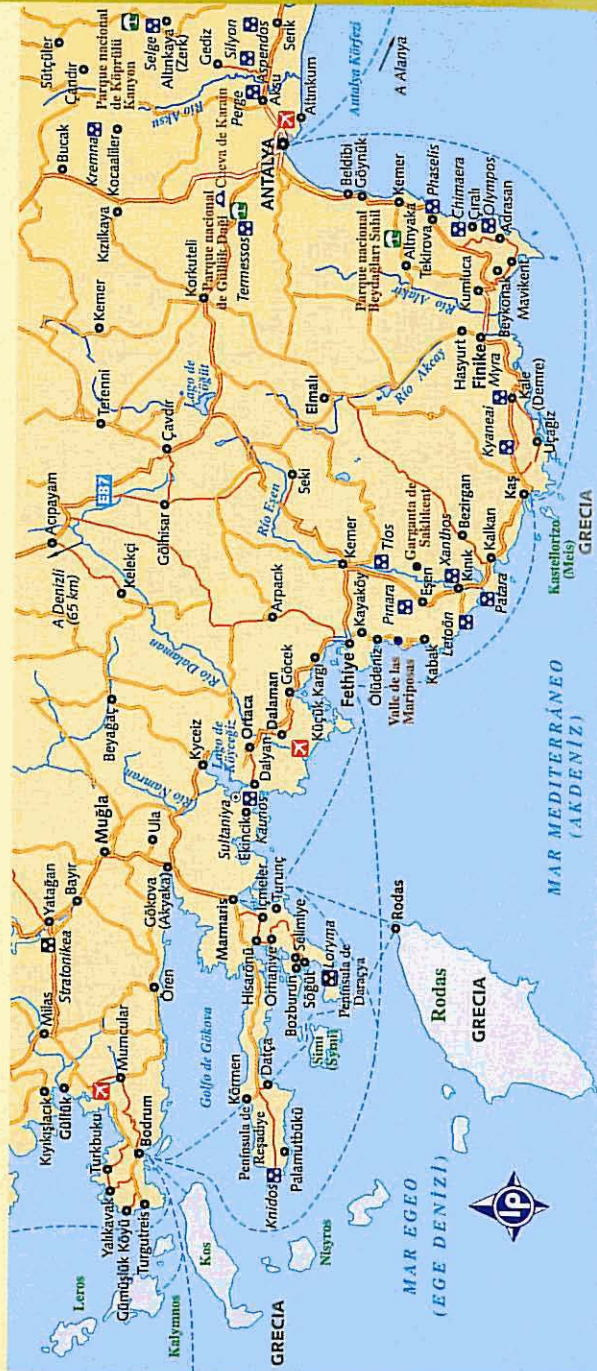 Leros
Kalymnos
Kos
GRECIA
Nisyros
Kıyıkışlacık
Güllük
Milas
Yatağan
Stratonikea
Bayır
Muğla
Türkbükü
Yalıkavak
Gümüşlük Köyü
Turgutreis
Bodrum
Mumcular
Ören
Ula
Gökova
(Akyaka)
Golfo de Gökova
Körmen
Península de
Reşadiye
Datça
Knidos
Palamutbükü
Marmaris
İçmeler
Hisarönü
Turunç
Orhaniye
Selimiye
Bozburun
Söğüt
Loryma
Península de
Daraçya
Simi
(Symi)
Rodas
Rodas
GRECIA
MAR EGEO
(EGE DENİZİ)
lp
MAR MEDITERRÁNEO
(AKDENİZ)
Beyağaç
Río Namran
Kyceiz
Lago de
Köyceğiz
Sultaniya
Ekincik
Kaunos
Dalyan
Ortaca
Dalaman
Göcek
Küçük Kargı
Río Dalaman
Acıpayam
A Denizli
(65 km)
E87
Kelekçi
Gölhisar
Arpacık
Çavdır
Tefenni
Kemer
Lago de
Söğüt
Río Eşen
Seki
Kemer
Fethiye
Kayaköy
Ölüdeniz
Valle de las
Mariposas
Kabak
Pınara
Tlos
Garganta de
Saklıkent
Eşen
Xanthos
Kınık
Letoön
Patara
Kalkan
Bezirgan
Kaş
Kastellorizo
(Meis)
GRECIA
Elmalı
Río Akcay
Kyaneai
Myra
Kale
(Demre)
Uçağız
Hasyurt
Finike
Kumluca
Beykonak
Mavikent
Río Alakır
Adrasan
Olympos
Çıralı
Chimaera
Phaselis
Tekirova
Altınyaka
Kemer
Göynük
Beldibi
Parque nacional
Beydağları Sahil
Korkuteli
Termessos
Parque nacional
de Güllük Dağı
Cueva de Karain
ANTALYA
Kızılkaya
Bucak
Kremna
Kocaaliler
Sütçüler
Çandır
Parque nacional
de Köprülü
Kanyon
Selge
Altınkaya
(Zerk)
Río Aksu
Gediz
Silyon
Perge
Aspendos
Aksu
Serik
Altınkum
Antalya Körfezi
A Alanya